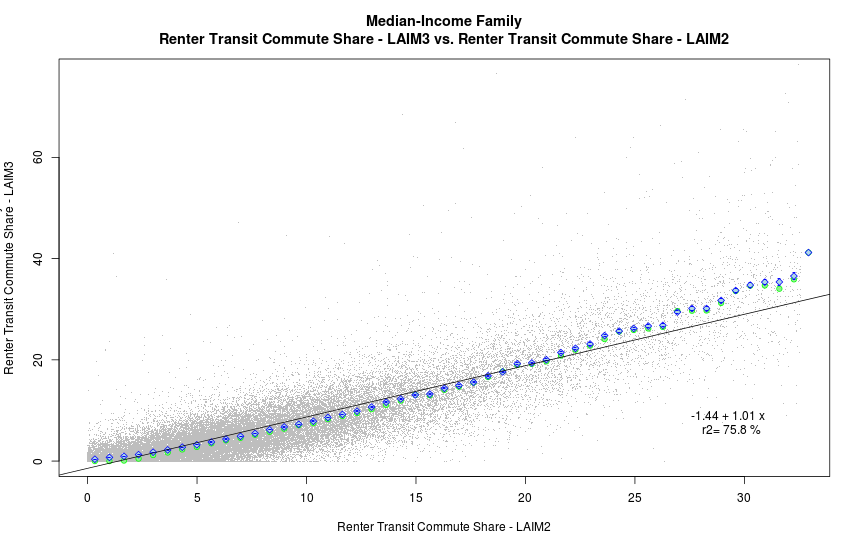 Median-Income Family
Renter Transit Commute Share - LAIM3 vs. Renter Transit Commute Share - LAIM2
Renter Transit Commute Share - LAIM3
60
40
20
0
-1.44 + 1.01 x
r2= 75.8 %
0 5 10 15 20 25 30
Renter Transit Commute Share - LAIM2